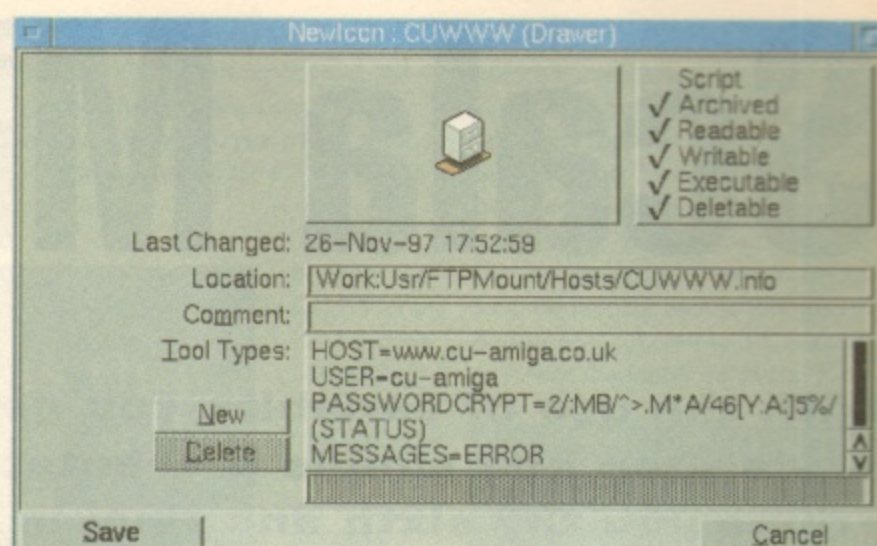 NewIcon : CUWWW (Drawer)
Script
✓ Archived
✓ Readable
✓ Writable
✓ Executable
✓ Deletable
Last Changed: 26-Nov-97 17:52:59
Location: Work:Usr/FTPMount/Hosts/CUWWW.info
Comment:
Tool Types: HOST=www.cu-amiga.co.uk
USER=cu-amiga
New PASSWORDCRYPT=2/:MB/^>.M*A/46[Y.A:]5%/
(STATUS)
Delete MESSAGES=ERROR
Save Cancel